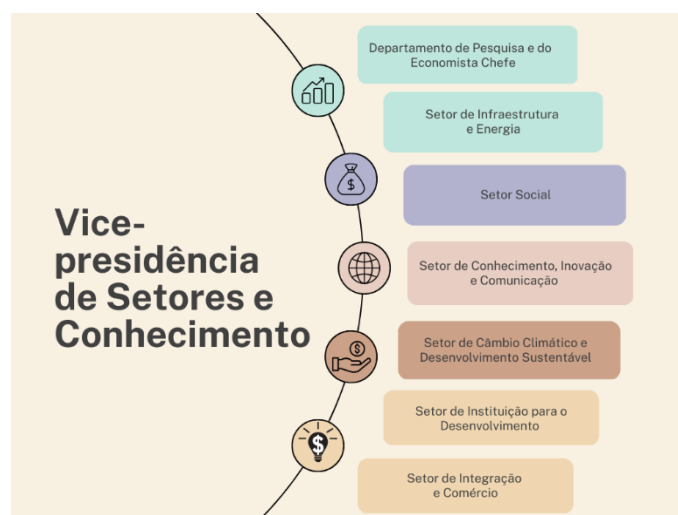 Vice-
presidência
de Setores e
Conhecimento
Departamento de Pesquisa e do
Economista Chefe
Setor de Infraestrutura
e Energia
Setor Social
Setor de Conhecimento, Inovação
e Comunicação
Setor de Câmbio Climático e
Desenvolvimento Sustentável
Setor de Instituição para o
Desenvolvimento
Setor de Integração
e Comércio
$
$
$